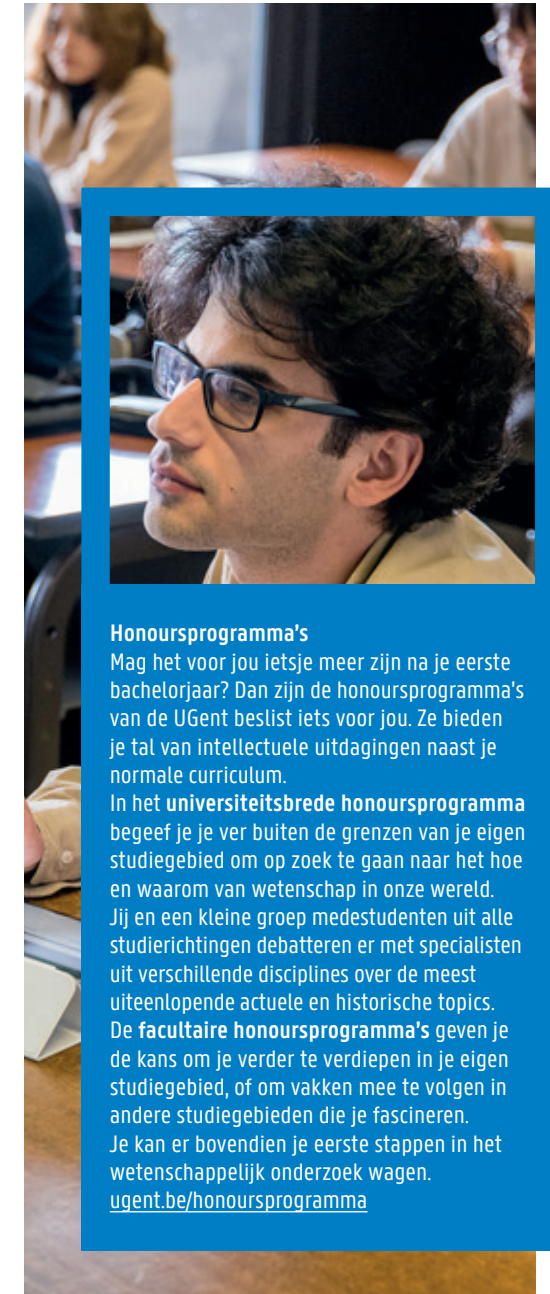 Honoursprogramma's
Mag het voor jou ietsje meer zijn na je eerste
bachelorjaar? Dan zijn de honoursprogramma's
van de UGent beslist iets voor jou. Ze bieden
je tal van intellectuele uitdagingen naast je
normale curriculum.
In het universiteitsbrede honoursprogramma
begeef je je ver buiten de grenzen van je eigen
studiegebied om op zoek te gaan naar het hoe
en waarom van wetenschap in onze wereld.
Jij en een kleine groep medestudenten uit alle
studierichtingen debatteren er met specialisten
uit verschillende disciplines over de meest
uiteenlopende actuele en historische topics.
De facultaire honoursprogramma's geven je
de kans om je verder te verdiepen in je eigen
studiegebied, of om vakken mee te volgen in
andere studiegebieden die je fascineren.
Je kan er bovendien je eerste stappen in het
wetenschappelijk onderzoek wagen.
ugent.be/honoursprogramma